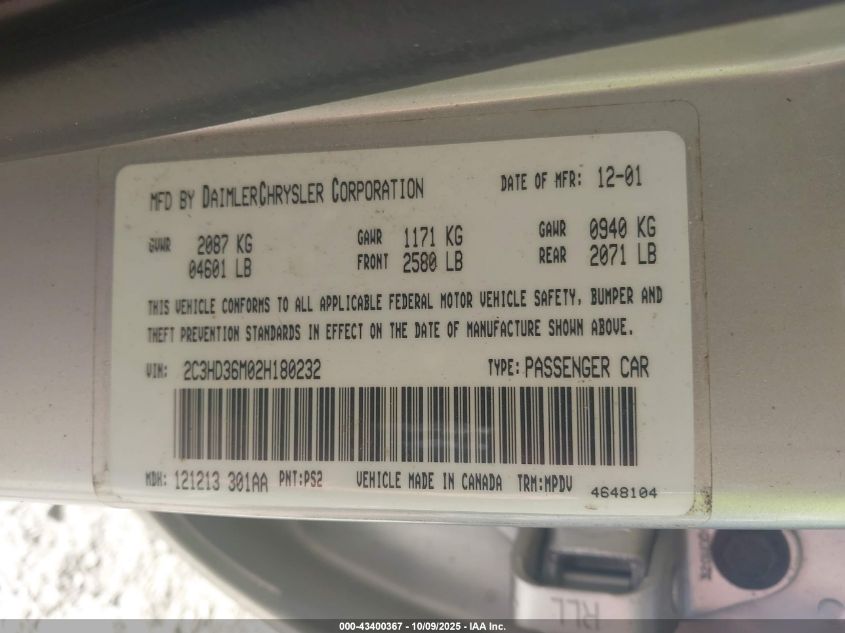 MFD BY DAIMLERCHRYSLER CORPORATION DATE OF MFR: 12-01
GVWR 2087 KG GAWR 1171 KG GAWR 0940 KG
04601 LB FRONT 2580 LB REAR 2071 LB
THIS VEHICLE CONFORMS TO ALL APPLICABLE FEDERAL MOTOR VEHICLE SAFETY, BUMPER AND
THEFT PREVENTION STANDARDS IN EFFECT ON THE DATE OF MANUFACTURE SHOWN ABOVE.
VIN: 2C3HD36M02H180232 TYPE: PASSENGER CAR
MDH: 121213 301AA PNT:PS2 VEHICLE MADE IN CANADA TRM:MPDV 4648104
RLL
000-43400367 - 10/09/2025 - IAA Inc.